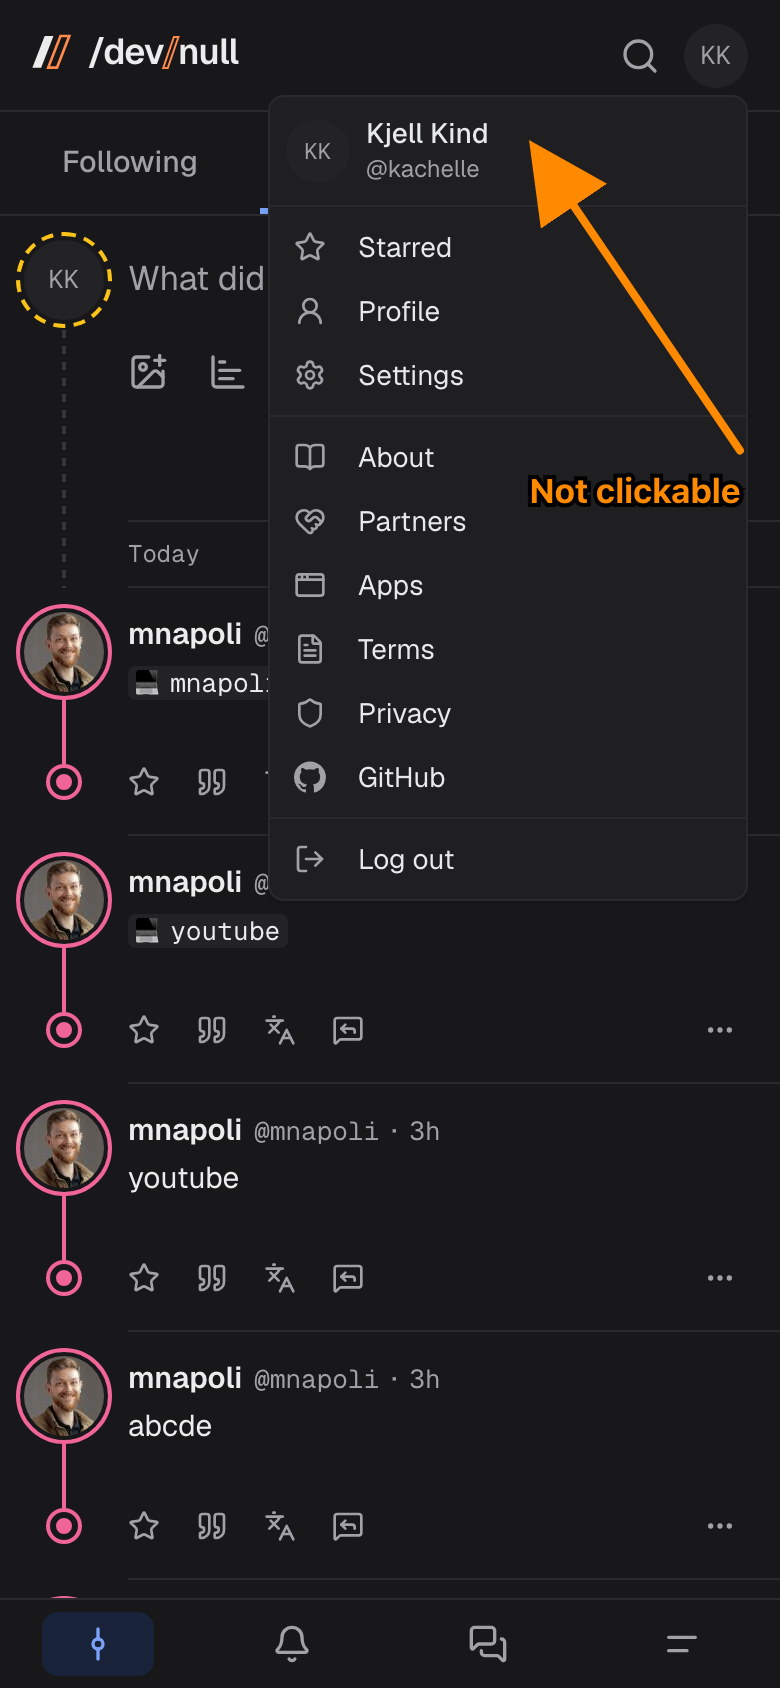 /dev//null
KK
Following
KK
Kjell Kind
@kachelle
KK
What did
Starred
Profile
Settings
About
Not clickable
Partners
Today
Apps
Terms
Privacy
GitHub
Log out
mnapoli @
mnapoli
mnapoli @
youtube
mnapoli @mnapoli · 3h
youtube
mnapoli @mnapoli · 3h
abcde